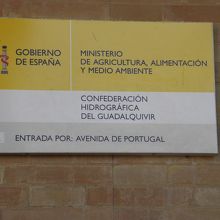 GOBIERNO
DE ESPAÑA
MINISTERIO
DE AGRICULTURA, ALIMENTACIÓN
Y MEDIO AMBIENTE
CONFEDERACIÓN
HIDROGRÁFICA
DEL GUADALQUIVIR
ENTRADA POR: AVENIDA DE PORTUGAL